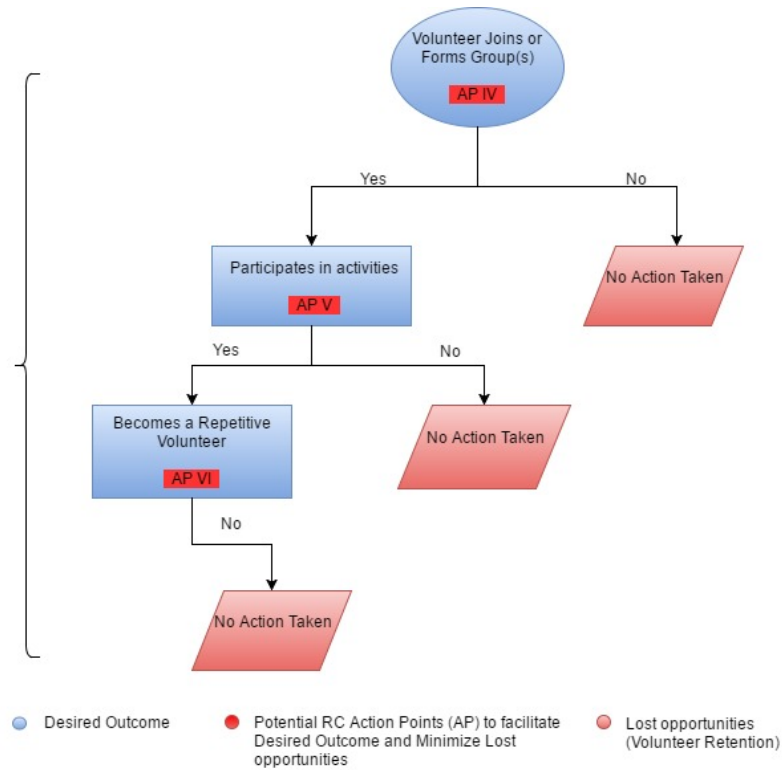 Volunteer Joins or
Forms Group(s)
AP IV
Yes
No
Participates in activities
AP V
No Action Taken
Yes
No
Becomes a Repetitive
Volunteer
AP VI
No Action Taken
No
No Action Taken
Desired Outcome
Potential RC Action Points (AP) to facilitate
Desired Outcome and Minimize Lost
opportunities
Lost opportunities
(Volunteer Retention)